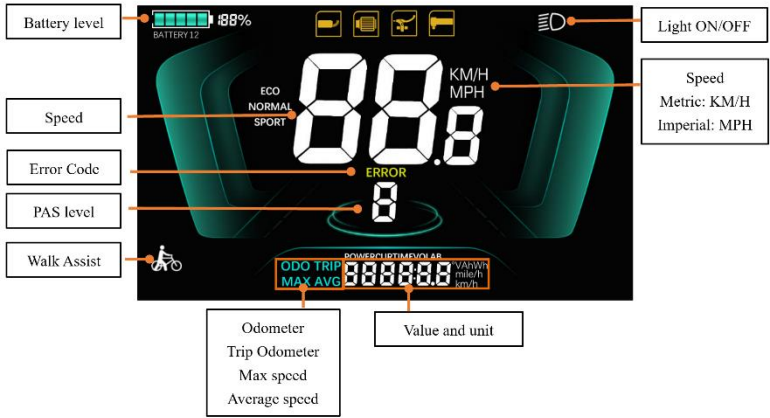 Battery level
188%
BATTERY 12
Light ON/OFF
KM/H
MPH
Speed
Metric: KM/H
Imperial: MPH
ECO
NORMAL
SPORT
88.8
Speed
Error Code
ERROR
PAS level
8
Walk Assist
POWERCURTIMEVOLAB
ODO TRIP
MAX AVG
8888:8.8
°VAhWh
mile/h
km/h
Odometer
Trip Odometer
Max speed
Average speed
Value and unit